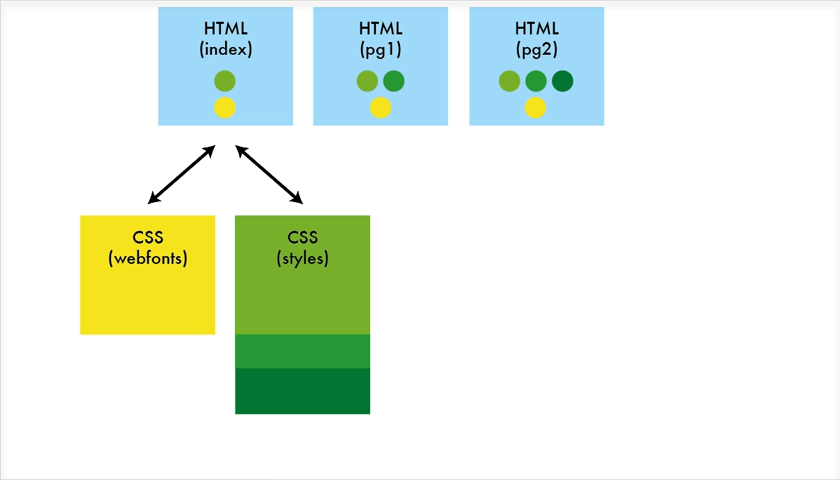 HTML
(index)
HTML
(pg1)
HTML
(pg2)
CSS
(webfonts)
CSS
(styles)